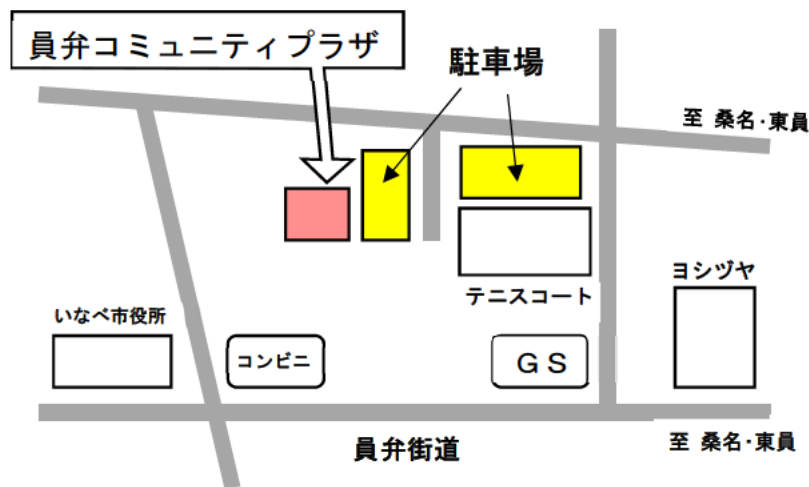 員弁コミュニティプラザ
駐車場
至 桑名・東員
テニスコート
ヨシヅヤ
いなべ市役所
コンビニ
GS
員弁街道
至 桑名・東員